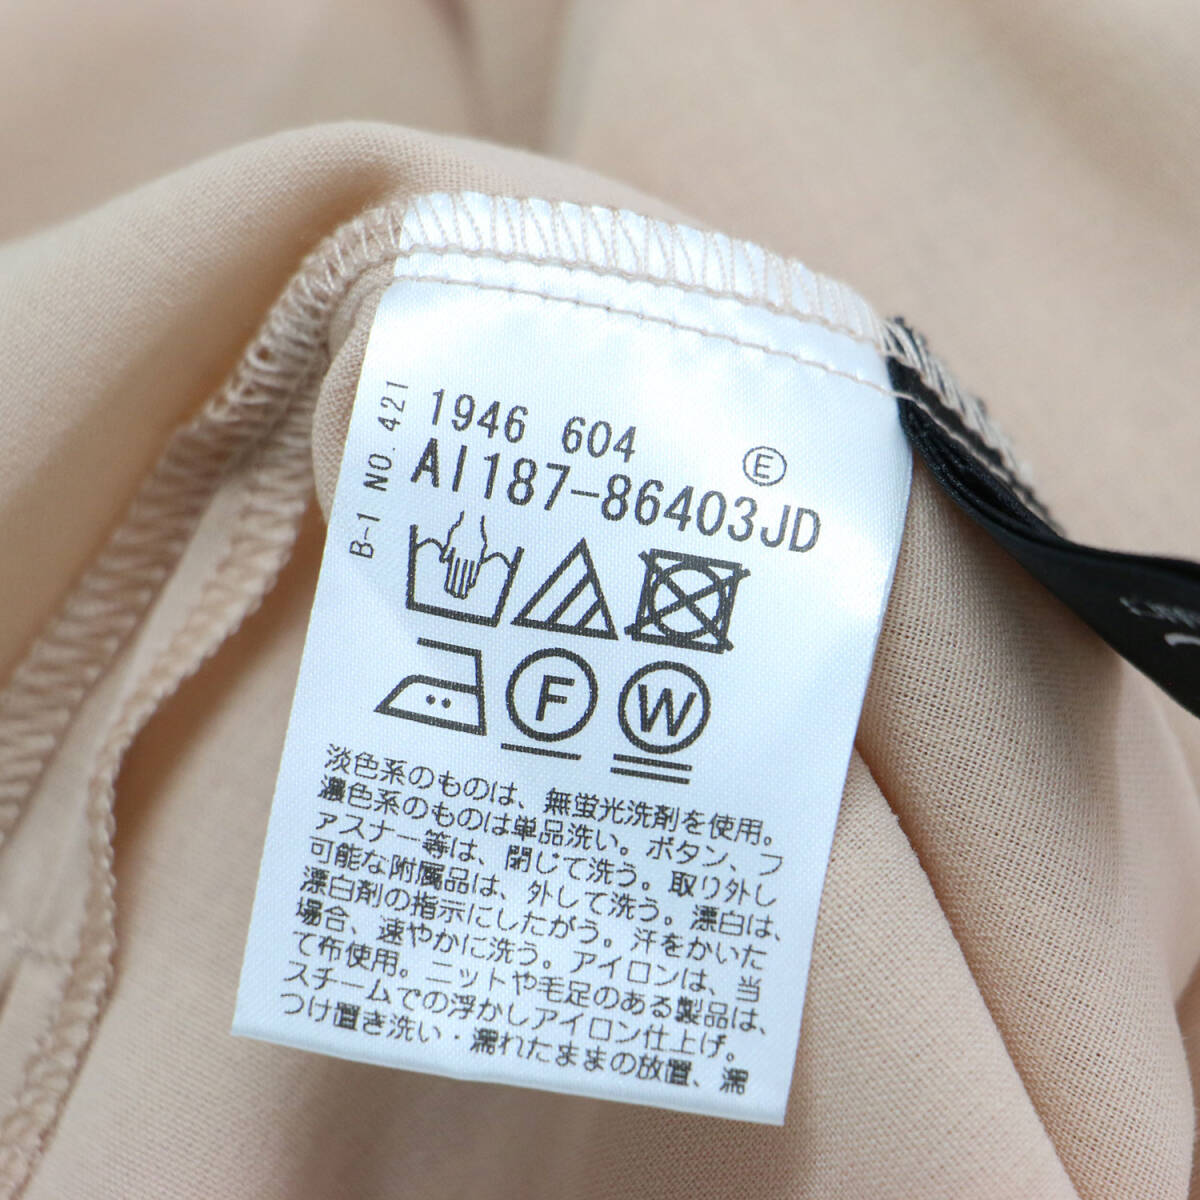 B-1 NO. 421
1946 604
E
AI187-86403JD
F
W
淡色系のものは、無蛍光洗剤を使用。
濃色系のものは単品洗い。ボタン、フ
ァスナー等は、閉じて洗う。取り外し
可能な附属品は、外して洗う。漂白は、
漂白剤の指示にしたがう。汗をかいた
場合、速やかに洗う。アイロンは、当
て布使用。ニットや毛足のある製品は、
スチームでの浮かしアイロン仕上げ。
つけ置き洗い・濡れたままの放置、濡